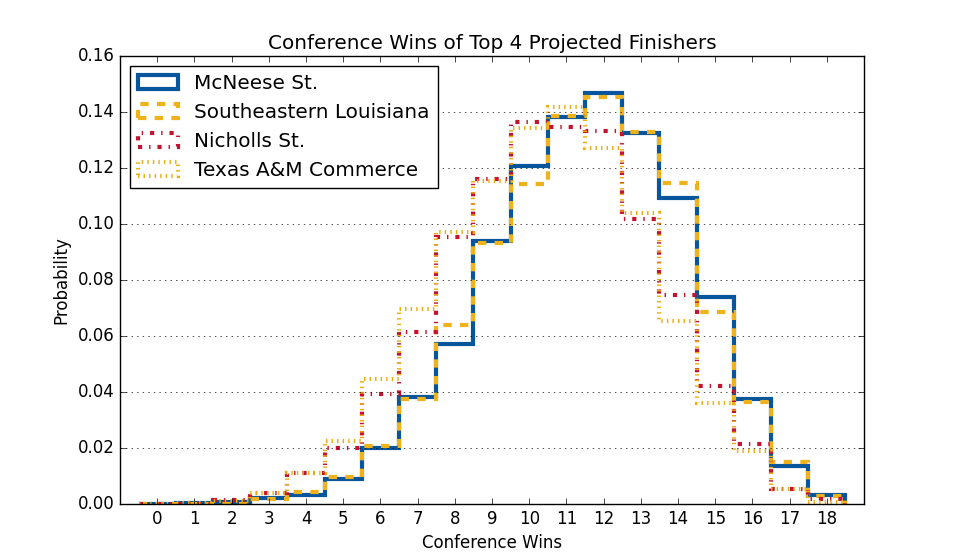 Conference Wins of Top 4 Projected Finishers
0.16
0.14
0.12
0.10
0.08
0.06
0.04
0.02
0.00
Probability
McNeese St.
Southeastern Louisiana
Nicholls St.
Texas A&M Commerce
0 1 2 3 4 5 6 7 8 9 10 11 12 13 14 15 16 17 18
Conference Wins